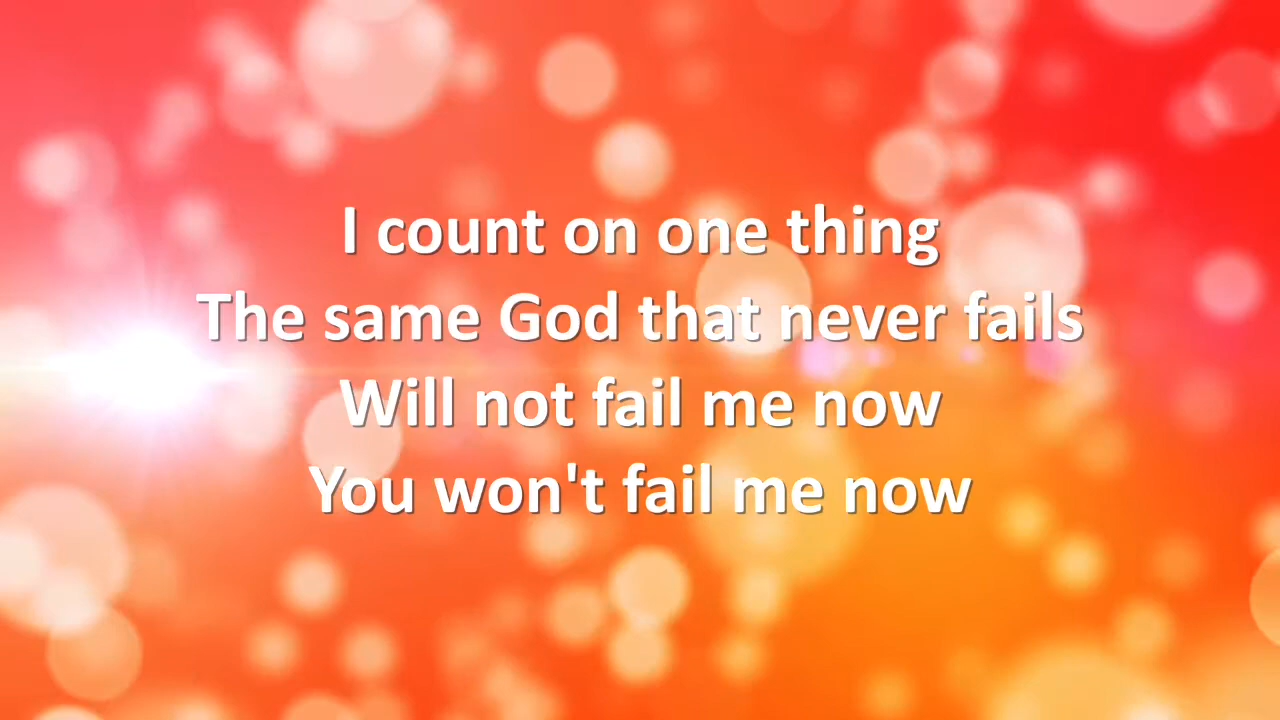 I count on one thing
The same God that never fails
Will not fail me now
You won't fail me now